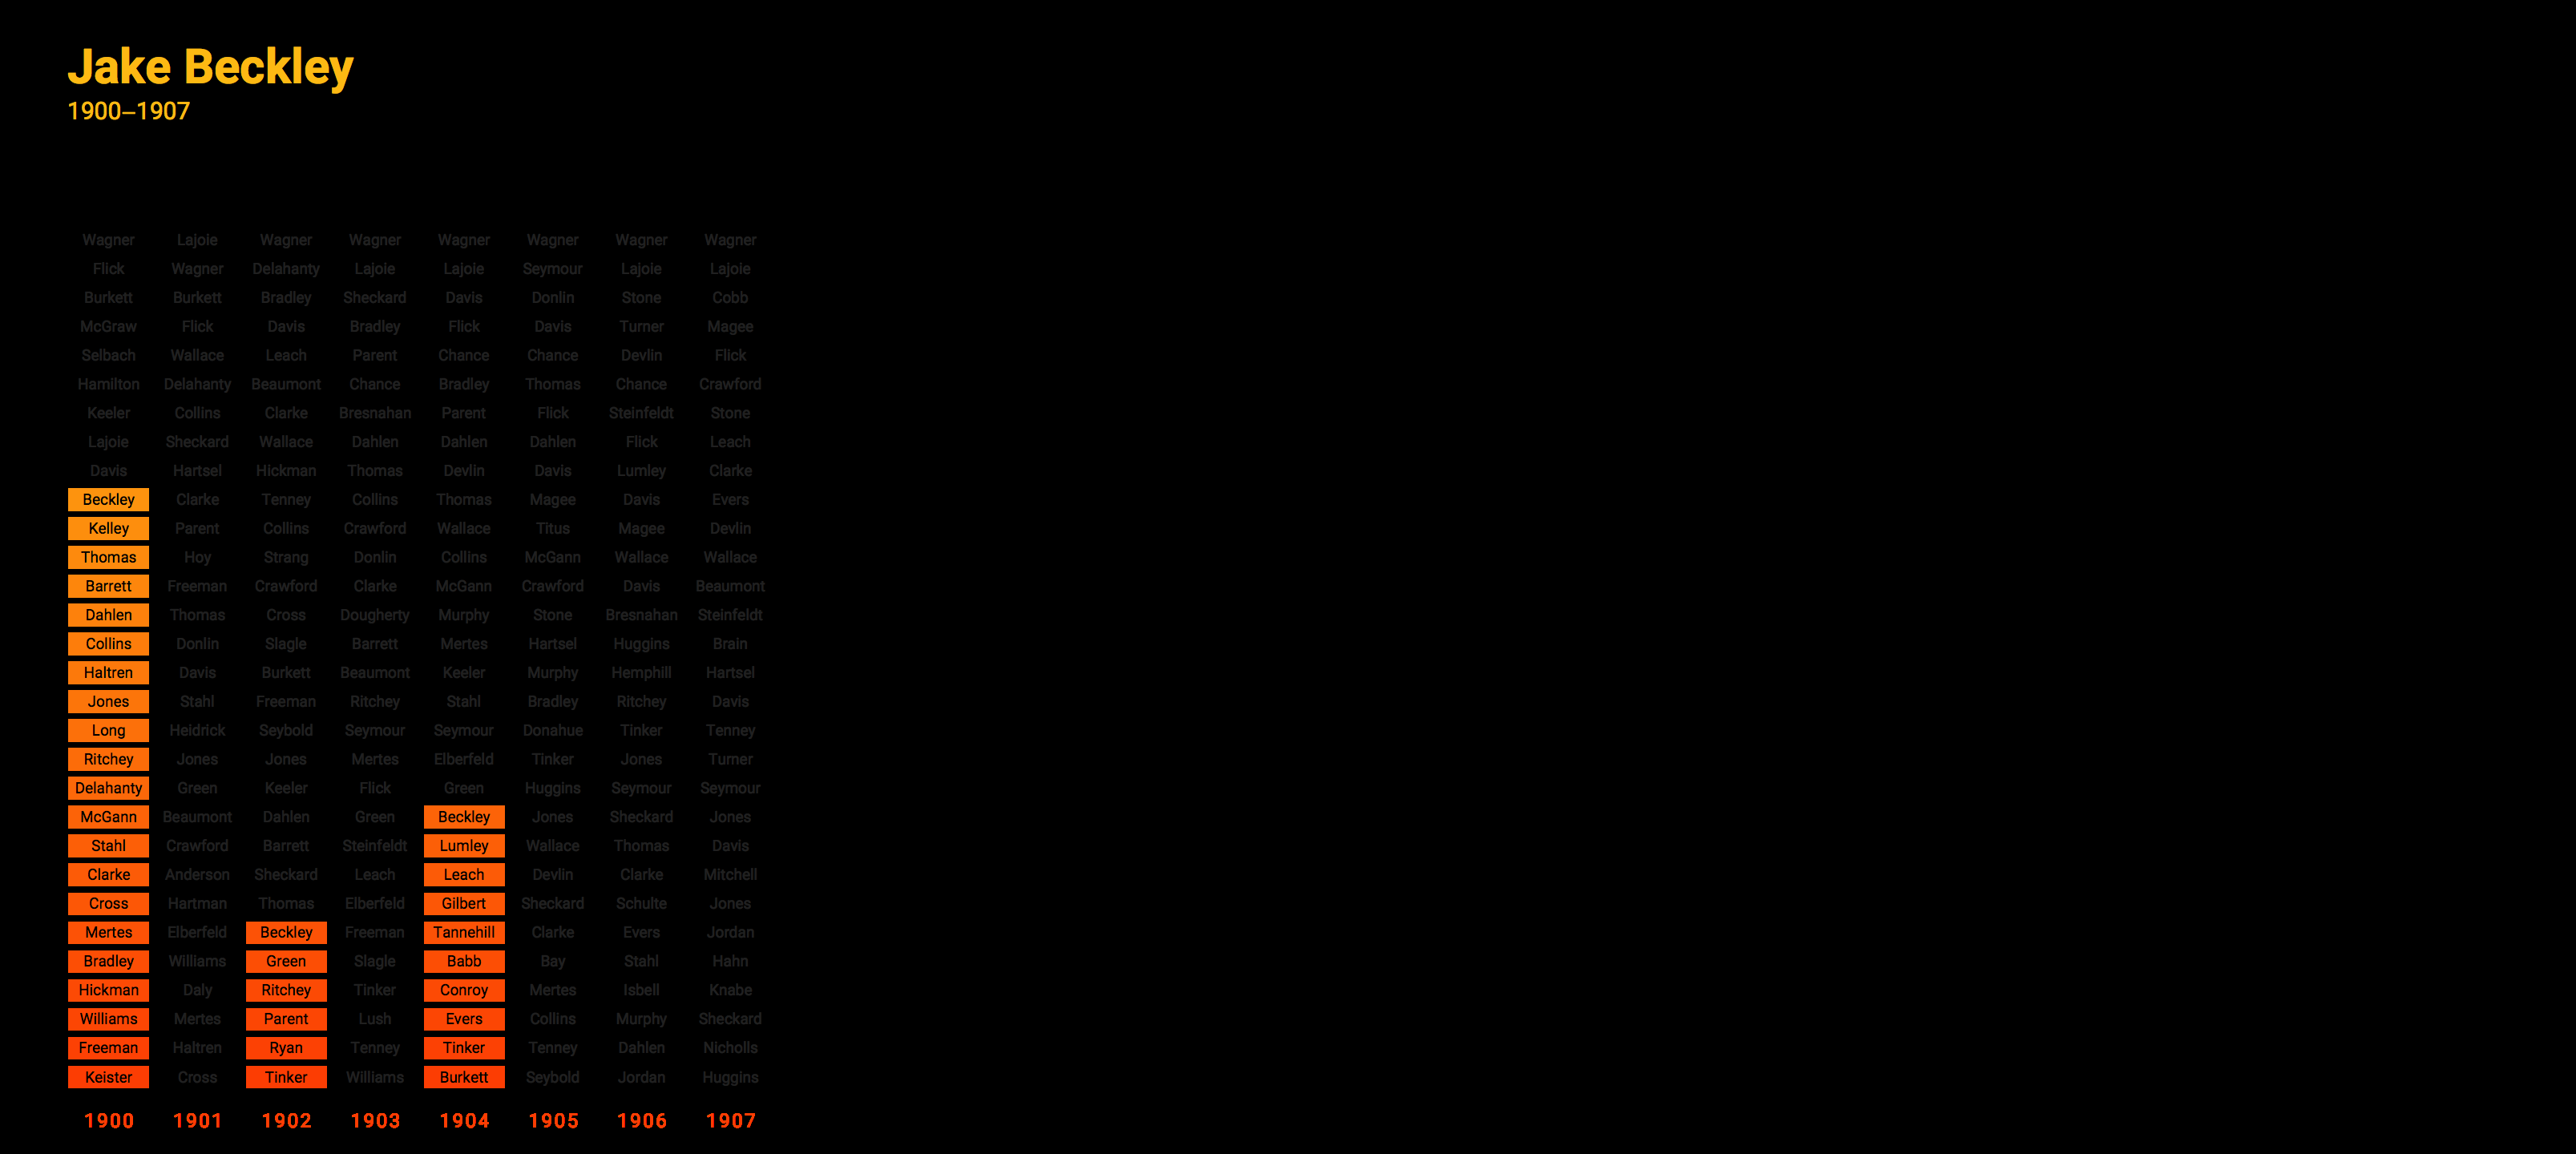 Jake Beckley
1900–1907
Wagner Lajoie Wagner Wagner Wagner Wagner Wagner Wagner
Flick Wagner Delahanty Lajoie Lajoie Seymour Lajoie Lajoie
Burkett Burkett Bradley Sheckard Davis Donlin Stone Cobb
McGraw Flick Davis Bradley Flick Davis Turner Magee
Selbach Wallace Leach Parent Chance Chance Devlin Flick
Hamilton Delahanty Beaumont Chance Bradley Thomas Chance Crawford
Keeler Collins Clarke Bresnahan Parent Flick Steinfeldt Stone
Lajoie Sheckard Wallace Dahlen Dahlen Dahlen Flick Leach
Davis Hartsel Hickman Thomas Devlin Davis Lumley Clarke
Beckley Clarke Tenney Collins Thomas Magee Davis Evers
Kelley Parent Collins Crawford Wallace Titus Magee Devlin
Thomas Hoy Strang Donlin Collins McGann Wallace Wallace
Barrett Freeman Crawford Clarke McGann Crawford Davis Beaumont
Dahlen Thomas Cross Dougherty Murphy Stone Bresnahan Steinfeldt
Collins Donlin Slagle Barrett Mertes Hartsel Huggins Brain
Haltren Davis Burkett Beaumont Keeler Murphy Hemphill Hartsel
Jones Stahl Freeman Ritchey Stahl Bradley Ritchey Davis
Long Heidrick Seybold Seymour Seymour Donahue Tinker Tenney
Ritchey Jones Jones Mertes Elberfeld Tinker Jones Turner
Delahanty Green Keeler Flick Green Huggins Seymour Seymour
McGann Beaumont Dahlen Green Beckley Jones Sheckard Jones
Stahl Crawford Barrett Steinfeldt Lumley Wallace Thomas Davis
Clarke Anderson Sheckard Leach Leach Devlin Clarke Mitchell
Cross Hartman Thomas Elberfeld Gilbert Sheckard Schulte Jones
Mertes Elberfeld Beckley Freeman Tannehill Clarke Evers Jordan
Bradley Williams Green Slagle Babb Bay Stahl Hahn
Hickman Daly Ritchey Tinker Conroy Mertes Isbell Knabe
Williams Mertes Parent Lush Evers Collins Murphy Sheckard
Freeman Haltren Ryan Tenney Tinker Tenney Dahlen Nicholls
Keister Cross Tinker Williams Burkett Seybold Jordan Huggins
1900 1901 1902 1903 1904 1905 1906 1907